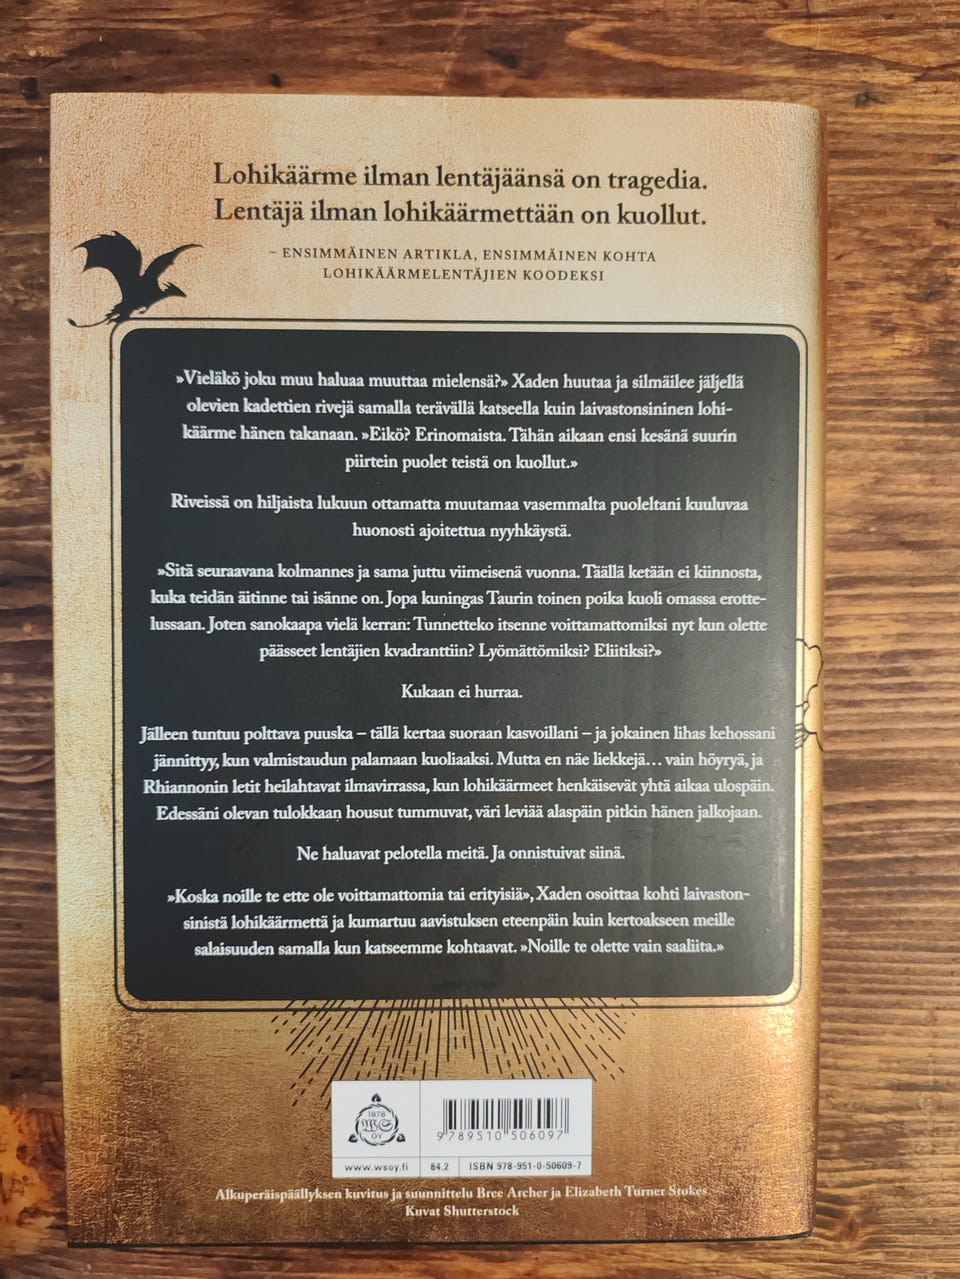 Lohikäärme ilman lentäjäänsä on tragedia.
Lentäjä ilman lohikäärmettään on kuollut.
– ENSIMMÄINEN ARTIKLA, ENSIMMÄINEN KOHTA
LOHIKÄÄRMELENTÄJIEN KOODEKSI
»Vieläkö joku muu haluaa muuttaa mielensä?» Xaden huutaa ja silmäilee jäljellä
olevien kadettien rivejä samalla terävällä katseella kuin laivastonsininen lohi-
käärme hänen takanaan. »Eikö? Erinomaista. Tähän aikaan ensi kesänä suurin
piirtein puolet teistä on kuollut.»
Riveissä on hiljaista lukuun ottamatta muutamaa vasemmalta puoleltani kuuluvaa
huonosti ajoitettua nyyhkäystä.
»Sitä seuraavana kolmannes ja sama juttu viimeisenä vuonna. Täällä ketään ei kiinnosta,
kuka teidän äitinne tai isänne on. Jopa kuningas Taurin toinen poika kuoli omassa erotte-
lussaan. Joten sanokaapa vielä kerran: Tunnetteko itsenne voittamattomiksi nyt kun olette
päässeet lentäjien kvadranttiin? Lyömättömiksi? Eliitiksi?»
Kukaan ei hurraa.
Jälleen tuntuu polttava puuska – tällä kertaa suoraan kasvoillani – ja jokainen lihas kehossani
jännittyy, kun valmistaudun palamaan kuoliaaksi. Mutta en näe liekkejä… vain höyryä, ja
Rhiannonin letit heilahtavat ilmavirrassa, kun lohikäärmeet henkäisevät yhtä aikaa ulospäin.
Edessäni olevan tulokkaan housut tummuvat, väri leviää alaspäin pitkin hänen jalkojaan.
Ne haluavat pelotella meitä. Ja onnistuivat siinä.
»Koska noille te ette ole voittamattomia tai erityisiä», Xaden osoittaa kohti laivaston-
sinistä lohikäärmettä ja kumartuu aavistuksen eteenpäin kuin kertoakseen meille
salaisuuden samalla kun katseemme kohtaavat. »Noille te olette vain saaliita.»
1878
WS
OY
9 789510 506097
www.wsoy.fi
84.2
ISBN 978-951-0-50609-7
Alkuperäispäällyksen kuvitus ja suunnittelu Bree Archer ja Elizabeth Turner Stokes
Kuvat Shutterstock